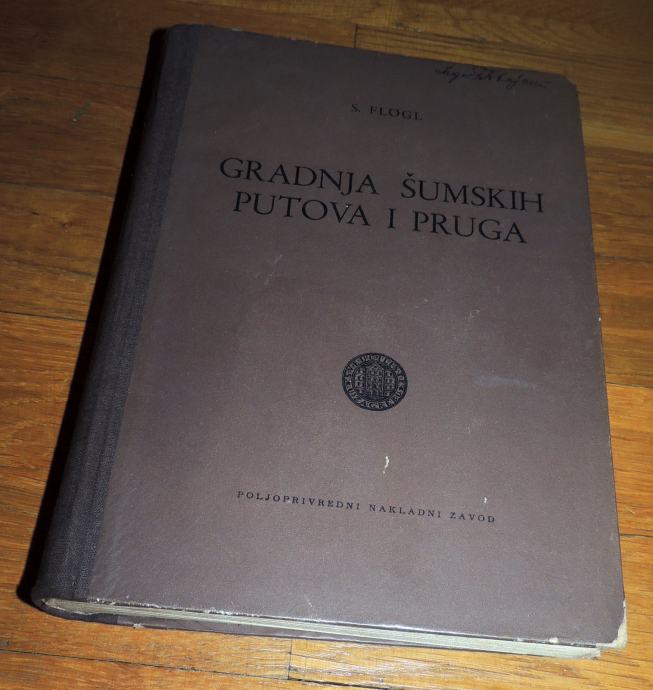 S. FLÖGL
GRADNJA ŠUMSKIH
PUTOVA I PRUGA
POLJOPRIVREDNI NAKLADNI ZAVOD